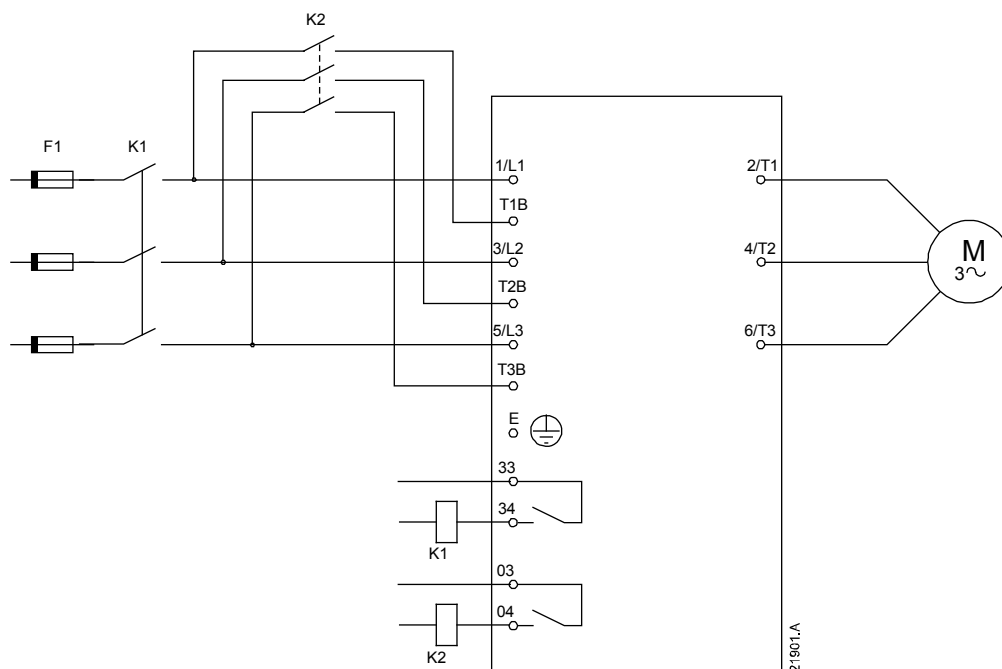 K2
F1
K1
1/L1
2/T1
T1B
3/L2
4/T2
M
3~
T2B
5/L3
6/T3
T3B
E
33
34
K1
03
04
K2
21901.A